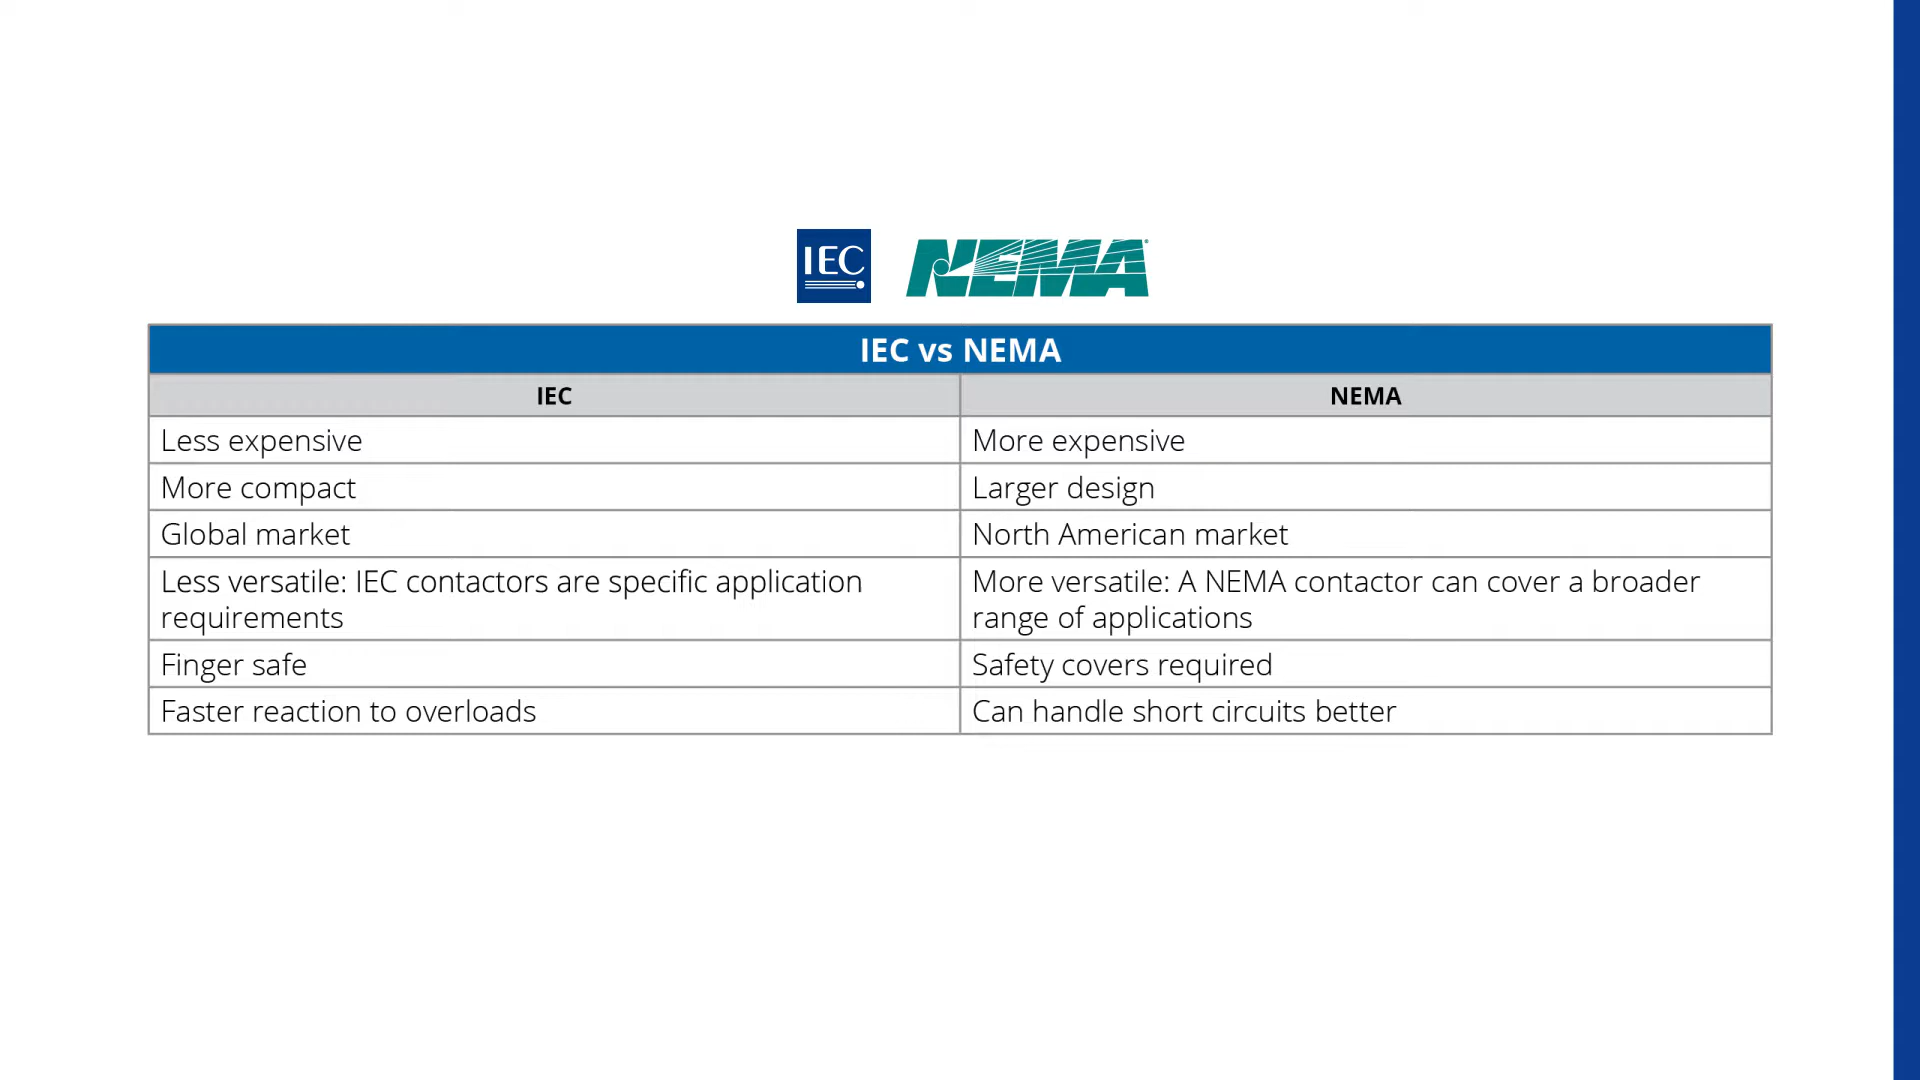 IEC NEMA
IEC vs NEMA
IEC NEMA
Less expensive More expensive
More compact Larger design
Global market North American market
Less versatile: IEC contactors are specific application
requirements
More versatile: A NEMA contactor can cover a broader
range of applications
Finger safe Safety covers required
Faster reaction to overloads Can handle short circuits better